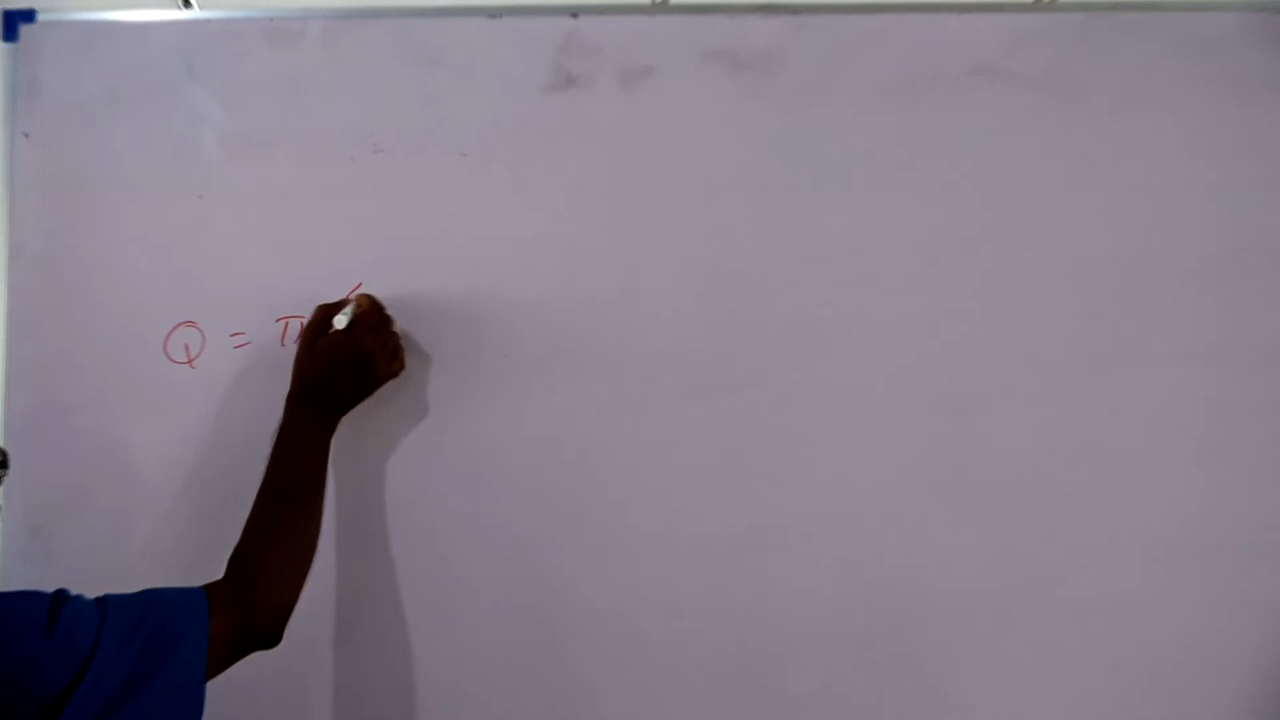 Q = π